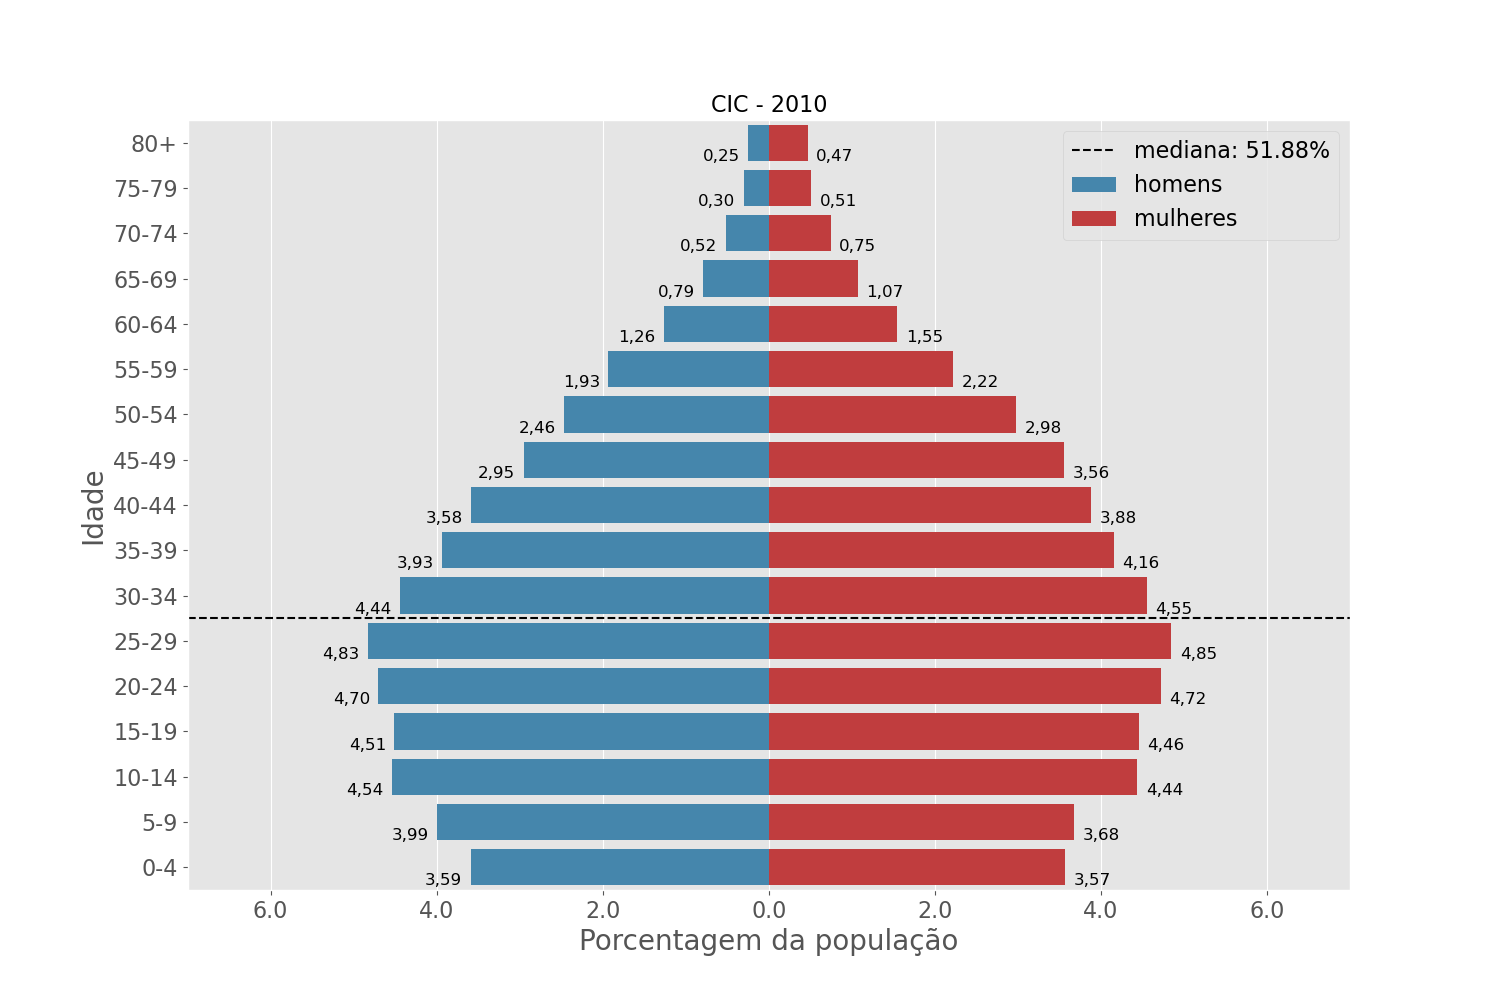 CIC - 2010
mediana: 51.88%
homens
mulheres
Idade
80+ 0,25 0,47
75-79 0,30 0,51
70-74 0,52 0,75
65-69 0,79 1,07
60-64 1,26 1,55
55-59 1,93 2,22
50-54 2,46 2,98
45-49 2,95 3,56
40-44 3,58 3,88
35-39 3,93 4,16
30-34 4,44 4,55
25-29 4,83 4,85
20-24 4,70 4,72
15-19 4,51 4,46
10-14 4,54 4,44
5-9 3,99 3,68
0-4 3,59 3,57
6.0 4.0 2.0 0.0 2.0 4.0 6.0
Porcentagem da população